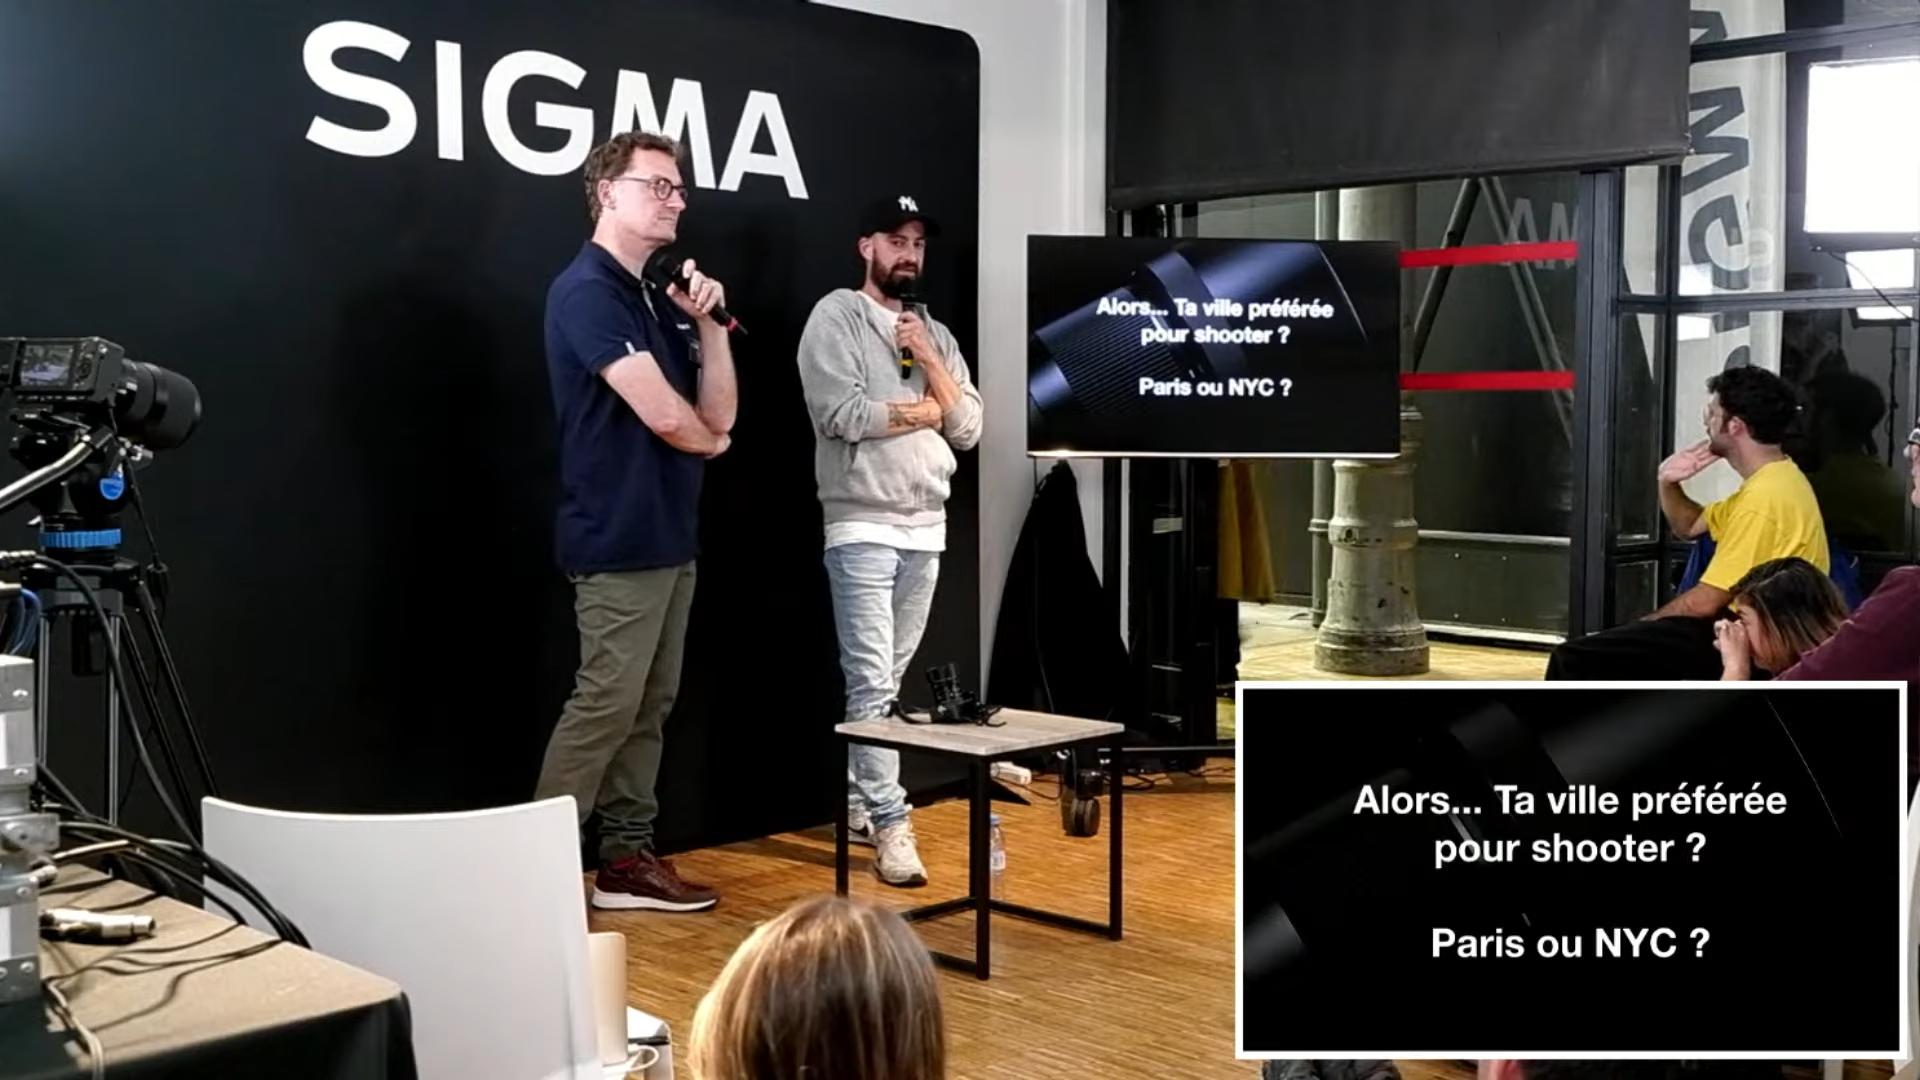 SIGMA
Alors... Ta ville préférée
pour shooter ?
Paris ou NYC ?
Alors... Ta ville préférée
pour shooter ?
Paris ou NYC ?